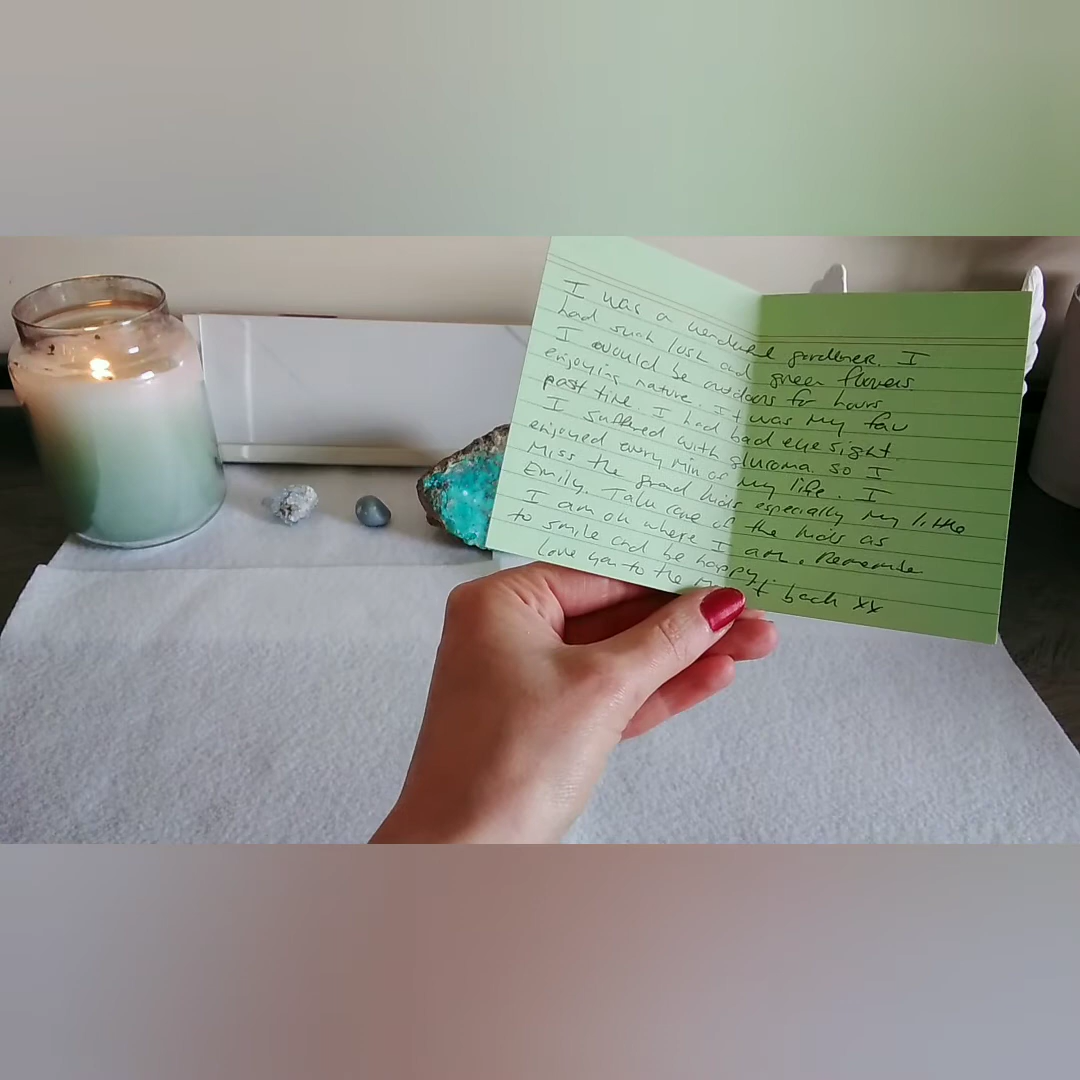 I was a wonderful gardener. I
had such lush and green flowers
I would be outdoors for hours
enjoying nature. It was my fav
past time I had bad eye sight
I suffered with glucoma. so I
enjoyed every min of my life. I
Miss the grand kids especially my little
Emily. Take care of the kids as
I am ok where I am. Remember
to smile and be happy.
love you to the back xx